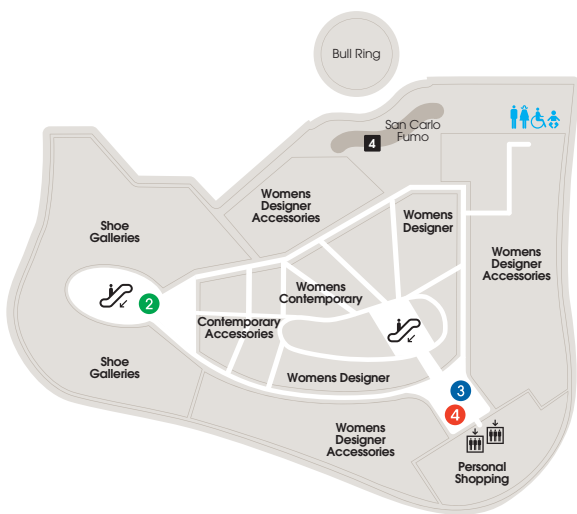 Bull Ring
San Carlo
Fumo
4
Womens
Designer
Accessories
Womens
Designer
Shoe
Galleries
Womens
Designer
Accessories
Womens
Contemporary
2
Contemporary
Accessories
Shoe
Galleries
Womens Designer
3
4
Womens
Designer
Accessories
Personal
Shopping